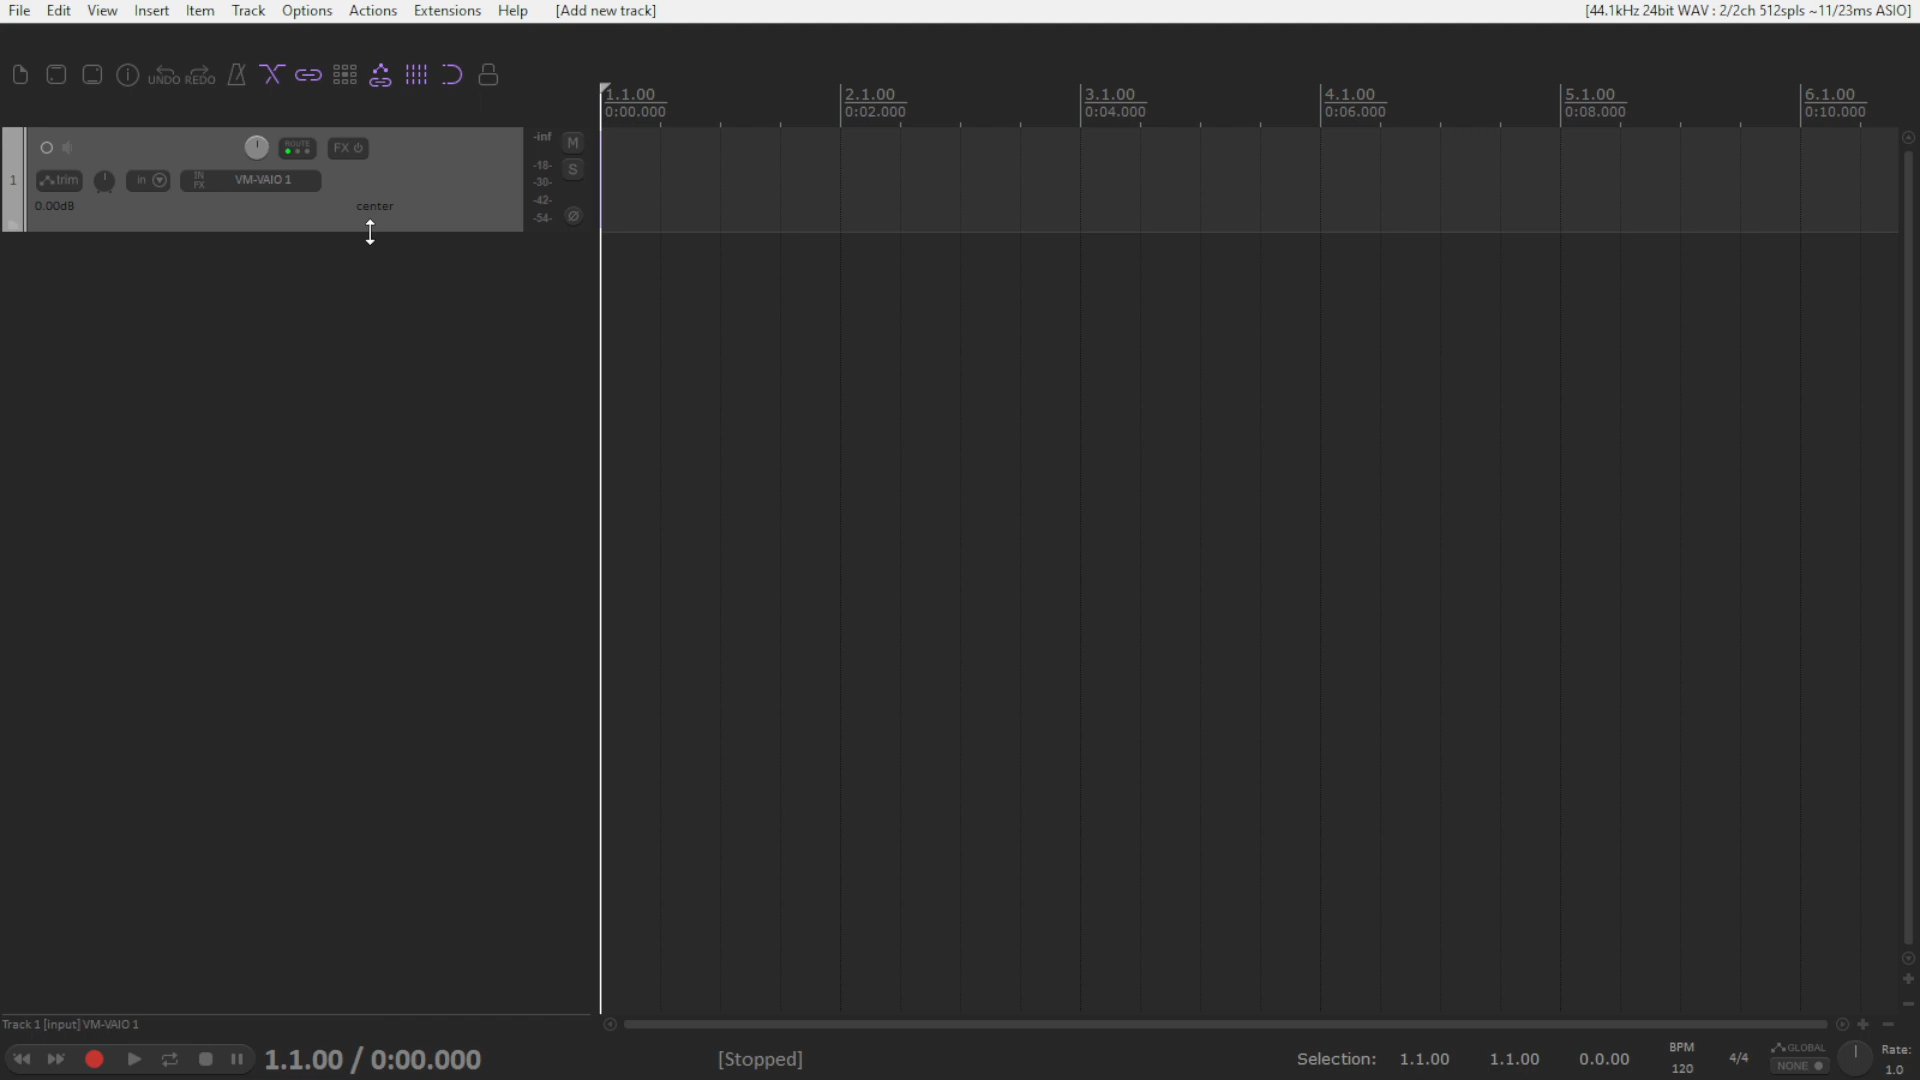 File Edit View Insert Item Track Options Actions Extensions Help [Add new track] [44.1kHz 24bit WAV : 2/2ch 512spls ~11/23ms ASIO]
UNDO REDO
1.1.00 2.1.00 3.1.00 4.1.00 5.1.00 6.1.00
0:00.000 0:02.000 0:04.000 0:06.000 0:08.000 0:10.000
ROUTE FX -inf M
-18- S
1 trim in IN FX VM-VAIO 1 -30-
0.00dB center -42-
-54-
Track 1 [input] VM-VAIO 1
1.1.00 / 0:00.000 [Stopped] Selection: 1.1.00 1.1.00 0.0.00 BPM 120 4/4 GLOBAL NONE Rate: 1.0